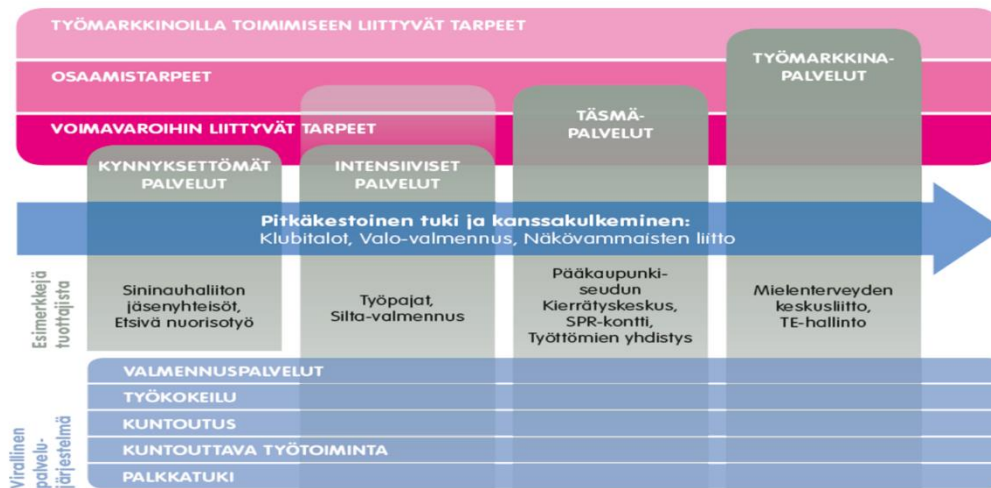 TYÖMARKKINOILLA TOIMIMISEEN LIITTYVÄT TARPEET
OSAAMISTARPEET
VOIMAVAROIHIN LIITTYVÄT TARPEET
KYNNYKSETTÖMÄT
PALVELUT
INTENSIIVISET
PALVELUT
TÄSMÄ-
PALVELUT
TYÖMARKKINA-
PALVELUT
Pitkäkestoinen tuki ja kanssakulkeminen:
Klubitalot, Valo-valmennus, Näkövammaisten liitto
Esimerkkejä
tuottajista
Sininauhaliiton
jäsenyhteisöt,
Etsivä nuorisotyö
Työpajat,
Silta-valmennus
Pääkaupunki-
seudun
Kierrätyskeskus,
SPR-kontti,
Työttömien yhdistys
Mielenterveyden
keskusliitto,
TE-hallinto
Virallinen
palvelu-
järjestelmä
VALMENNUSPALVELUT
TYÖKOKEILU
KUNTOUTUS
KUNTOUTTAVA TYÖTOIMINTA
PALKKATUKI